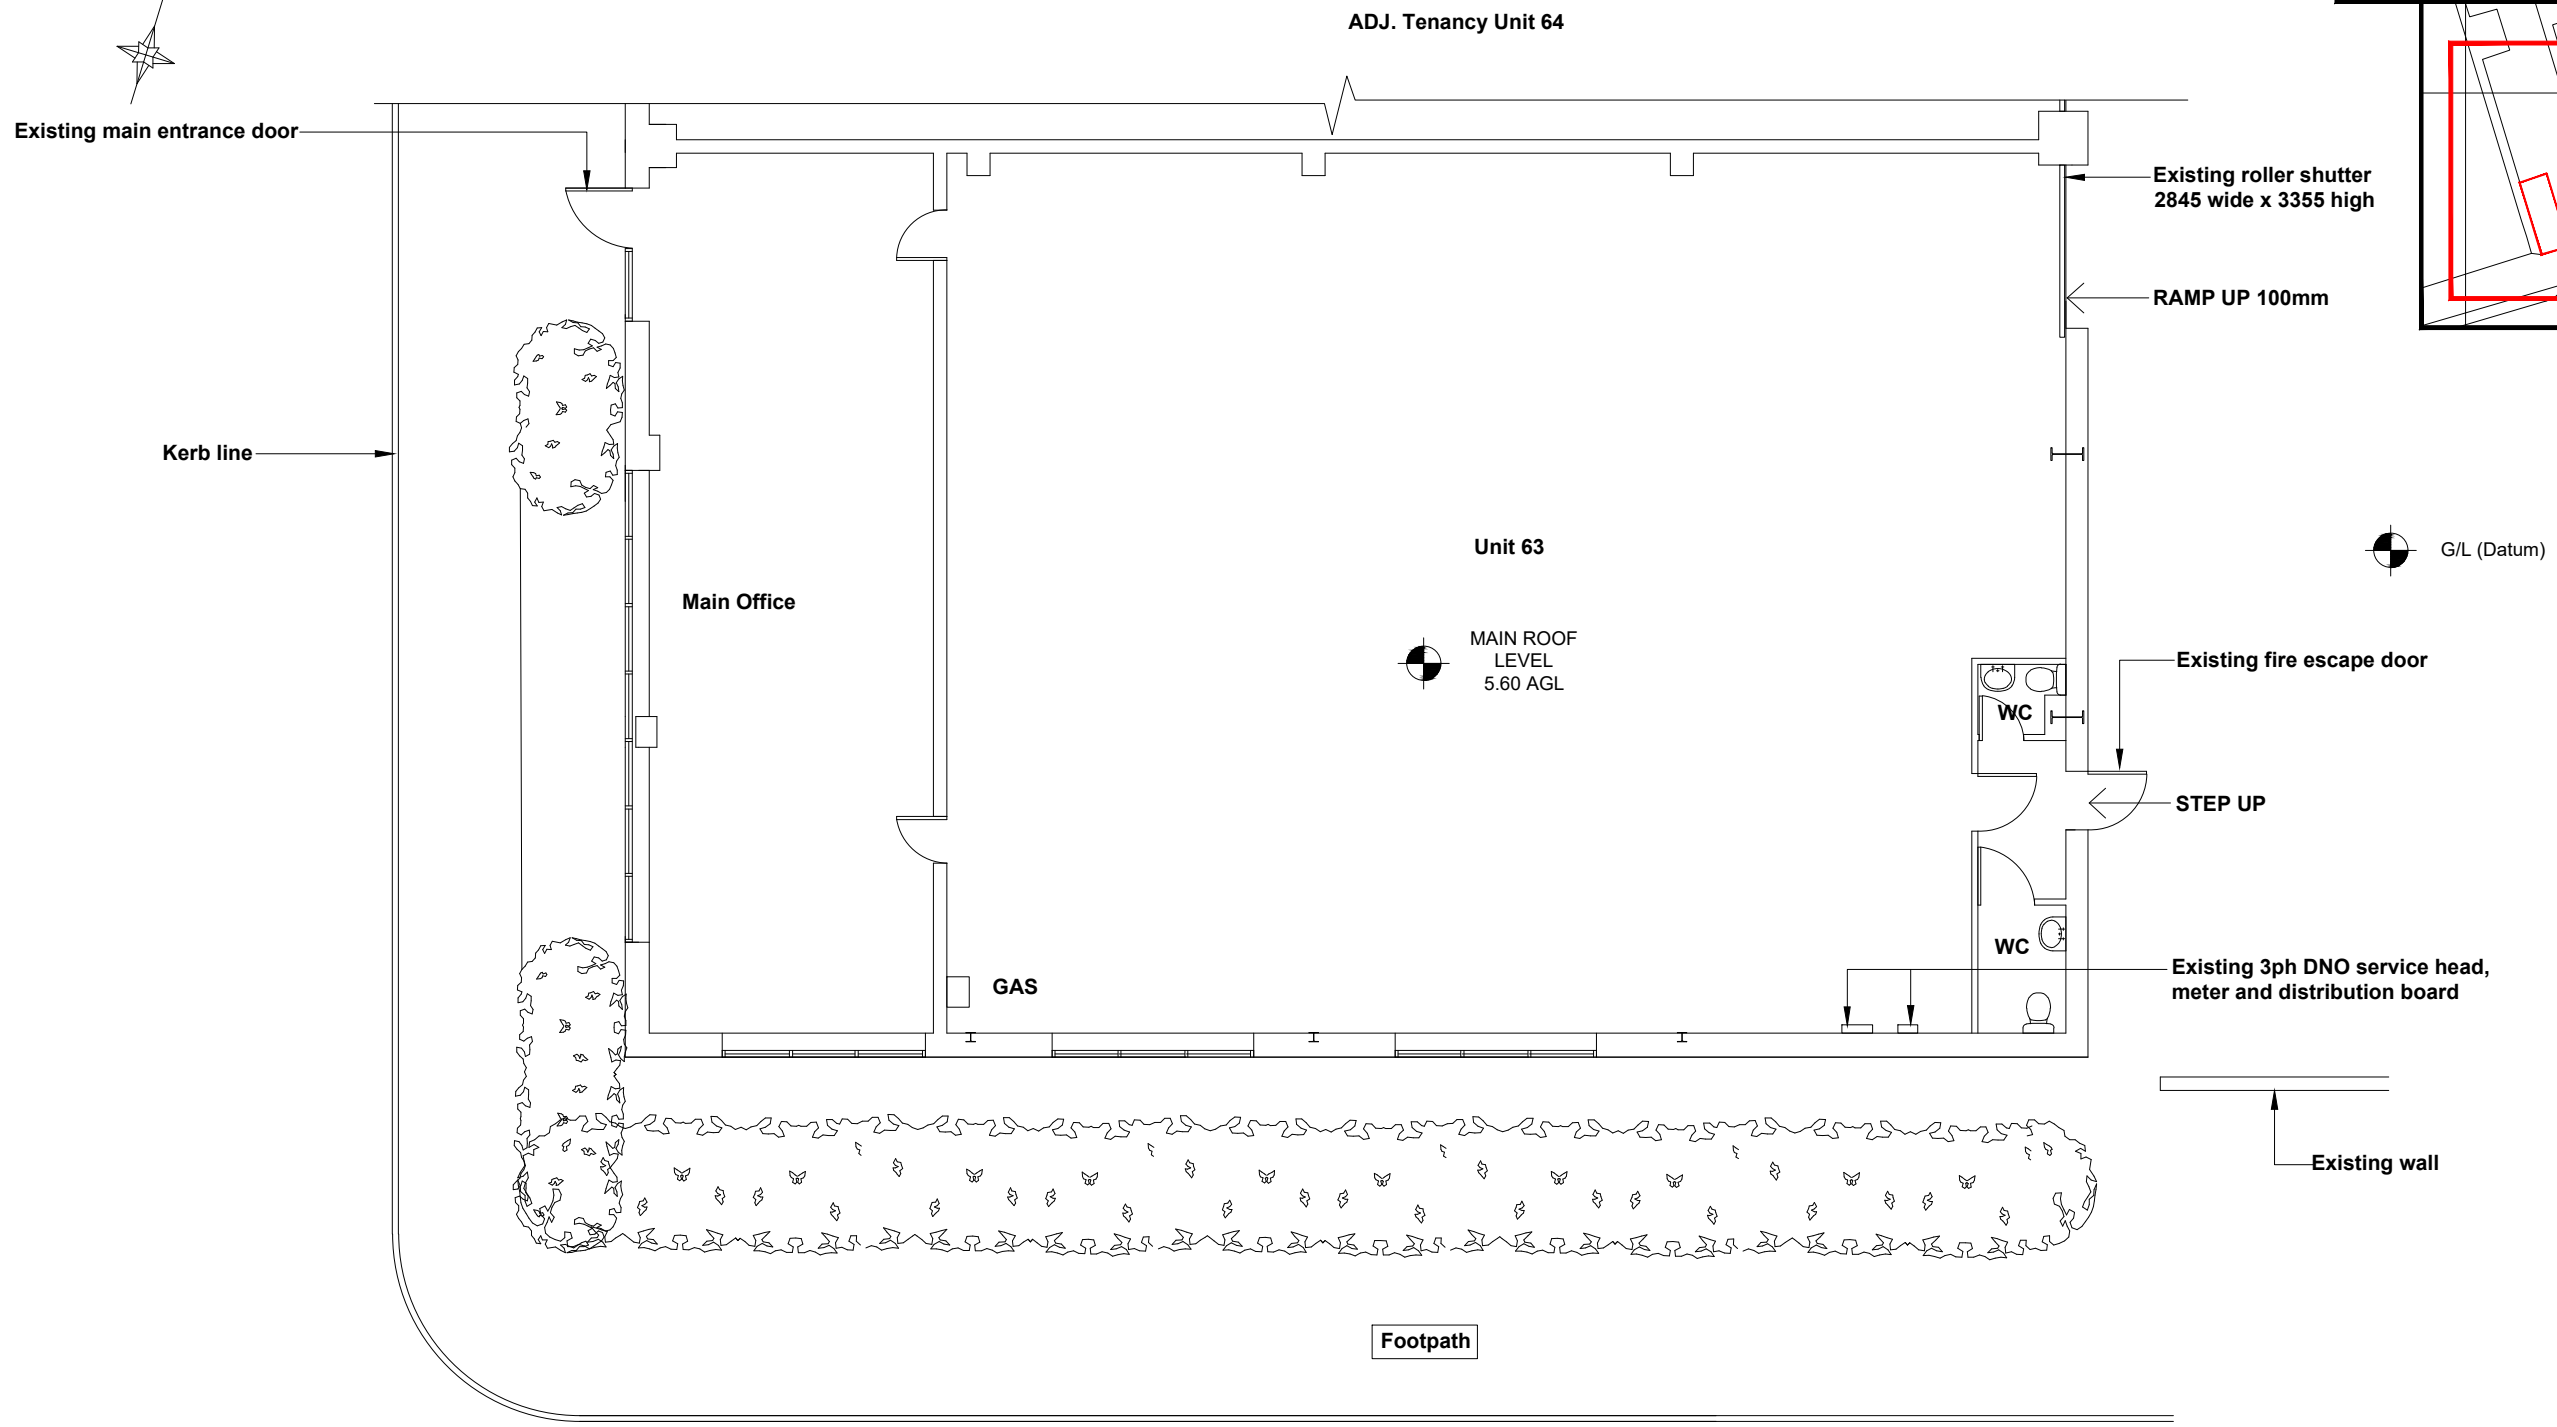 ADJ. Tenancy Unit 64
Existing main entrance door
Existing roller shutter
2845 wide x 3355 high
RAMP UP 100mm
Kerb line
Unit 63
G/L (Datum)
Main Office
MAIN ROOF
LEVEL
5.60 AGL
Existing fire escape door
WC
STEP UP
WC
Existing 3ph DNO service head,
meter and distribution board
GAS
Existing wall
Footpath